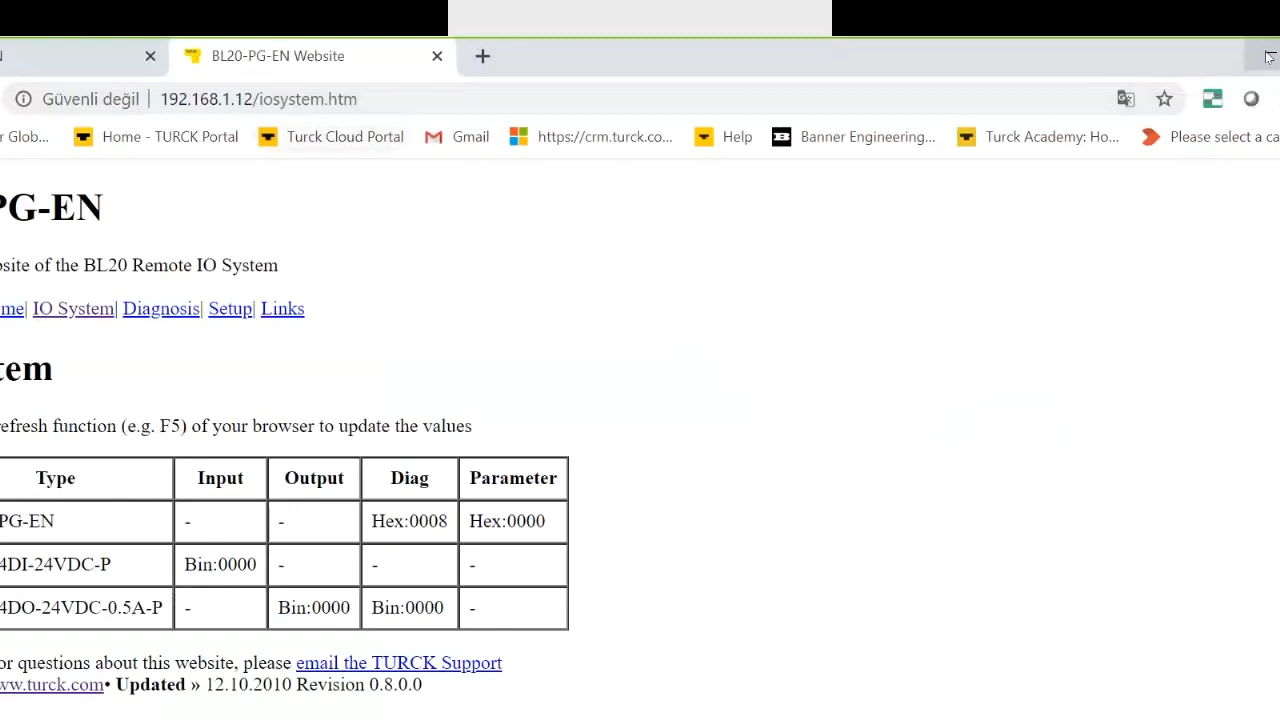 BL20-PG-EN Website
Güvenli değil | 192.168.1.12/iosystem.htm
r Glob... Home - TURCK Portal Turck Cloud Portal Gmail https://crm.turck.co... Help Banner Engineering... Turck Academy: Ho... Please select a ca
PG-EN
bsite of the BL20 Remote IO System
me| IO System| Diagnosis| Setup| Links
tem
refresh function (e.g. F5) of your browser to update the values
Type Input Output Diag Parameter
PG-EN - - Hex:0008 Hex:0000
4DI-24VDC-P Bin:0000 - - -
4DO-24VDC-0.5A-P - Bin:0000 Bin:0000 -
or questions about this website, please email the TURCK Support
ww.turck.com• Updated » 12.10.2010 Revision 0.8.0.0